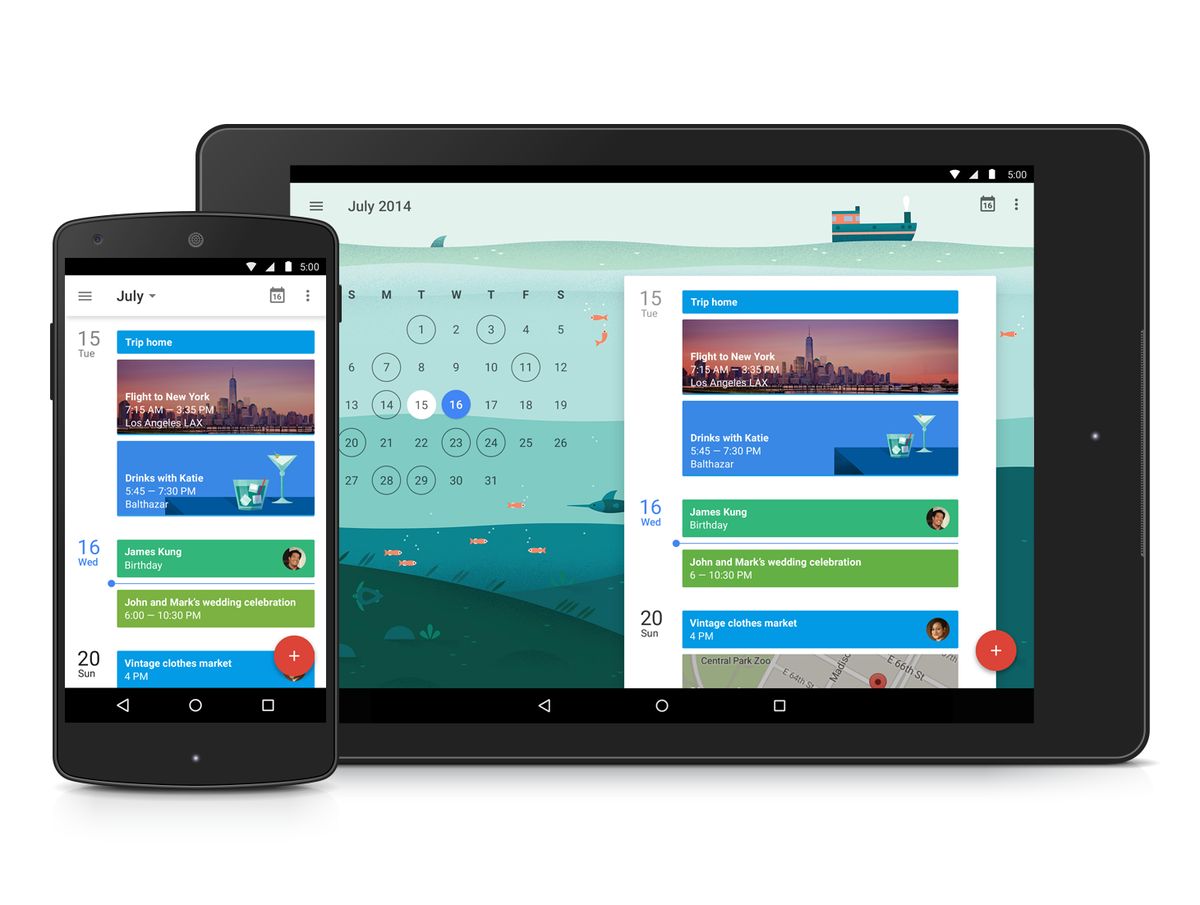 5:00
July
16
15
Tue
Trip home
Flight to New York
7:15 AM — 3:35 PM
Los Angeles LAX
Drinks with Katie
5:45 — 7:30 PM
Balthazar
16
Wed
James Kung
Birthday
John and Mark's wedding celebration
6:00 — 10:30 PM
20
Sun
Vintage clothes market
4 PM
+
5:00
July 2014
16
S M T W T F S
1 2 3 4 5
6 7 8 9 10 11 12
13 14 15 16 17 18 19
20 21 22 23 24 25 26
27 28 29 30 31
15
Tue
Trip home
Flight to New York
7:15 AM — 3:35 PM
Los Angeles LAX
Drinks with Katie
5:45 — 7:30 PM
Balthazar
16
Wed
James Kung
Birthday
John and Mark's wedding celebration
6 — 10:30 PM
20
Sun
Vintage clothes market
4 PM
Central Park Zoo
E 64th St
E 66th St
+